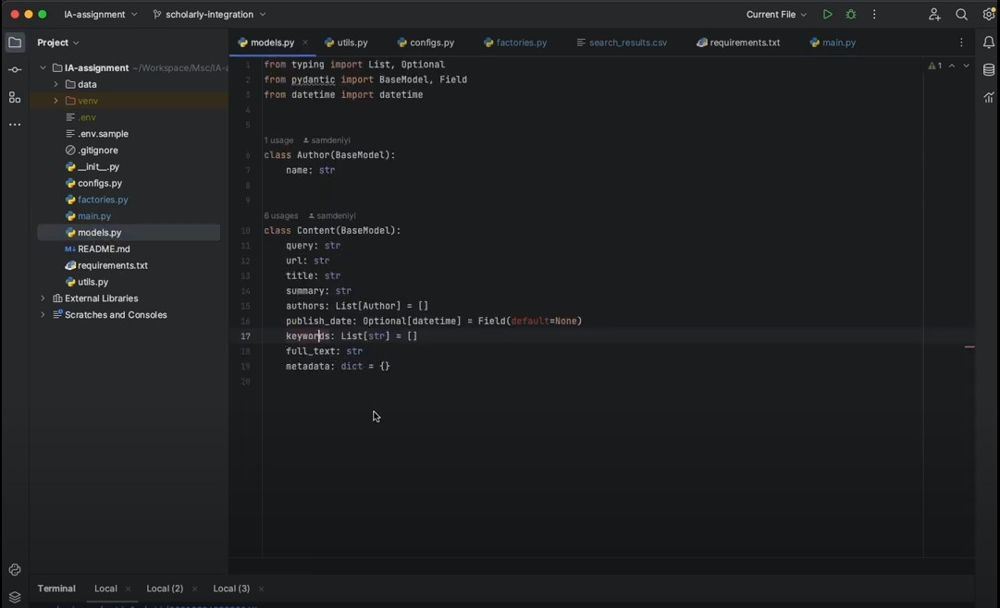 IA-assignment scholarly-integration Current File
Project
models.py utils.py configs.py factories.py search_results.csv requirements.txt main.py
IA-assignment ~/Workspace/Msc/IA-a
data
venv
.env
.env.sample
.gitignore
__init__.py
configs.py
factories.py
main.py
models.py
README.md
requirements.txt
utils.py
External Libraries
Scratches and Consoles
1
1 from typing import List, Optional
2 from pydantic import BaseModel, Field
3 from datetime import datetime
4
5
1 usage samdeniyi
6 class Author(BaseModel):
7 name: str
8
9
6 usages samdeniyi
10 class Content(BaseModel):
11 query: str
12 url: str
13 title: str
14 summary: str
15 authors: List[Author] = []
16 publish_date: Optional[datetime] = Field(default=None)
17 keywords: List[str] = []
18 full_text: str
19 metadata: dict = {}
20
Terminal Local Local (2) Local (3)